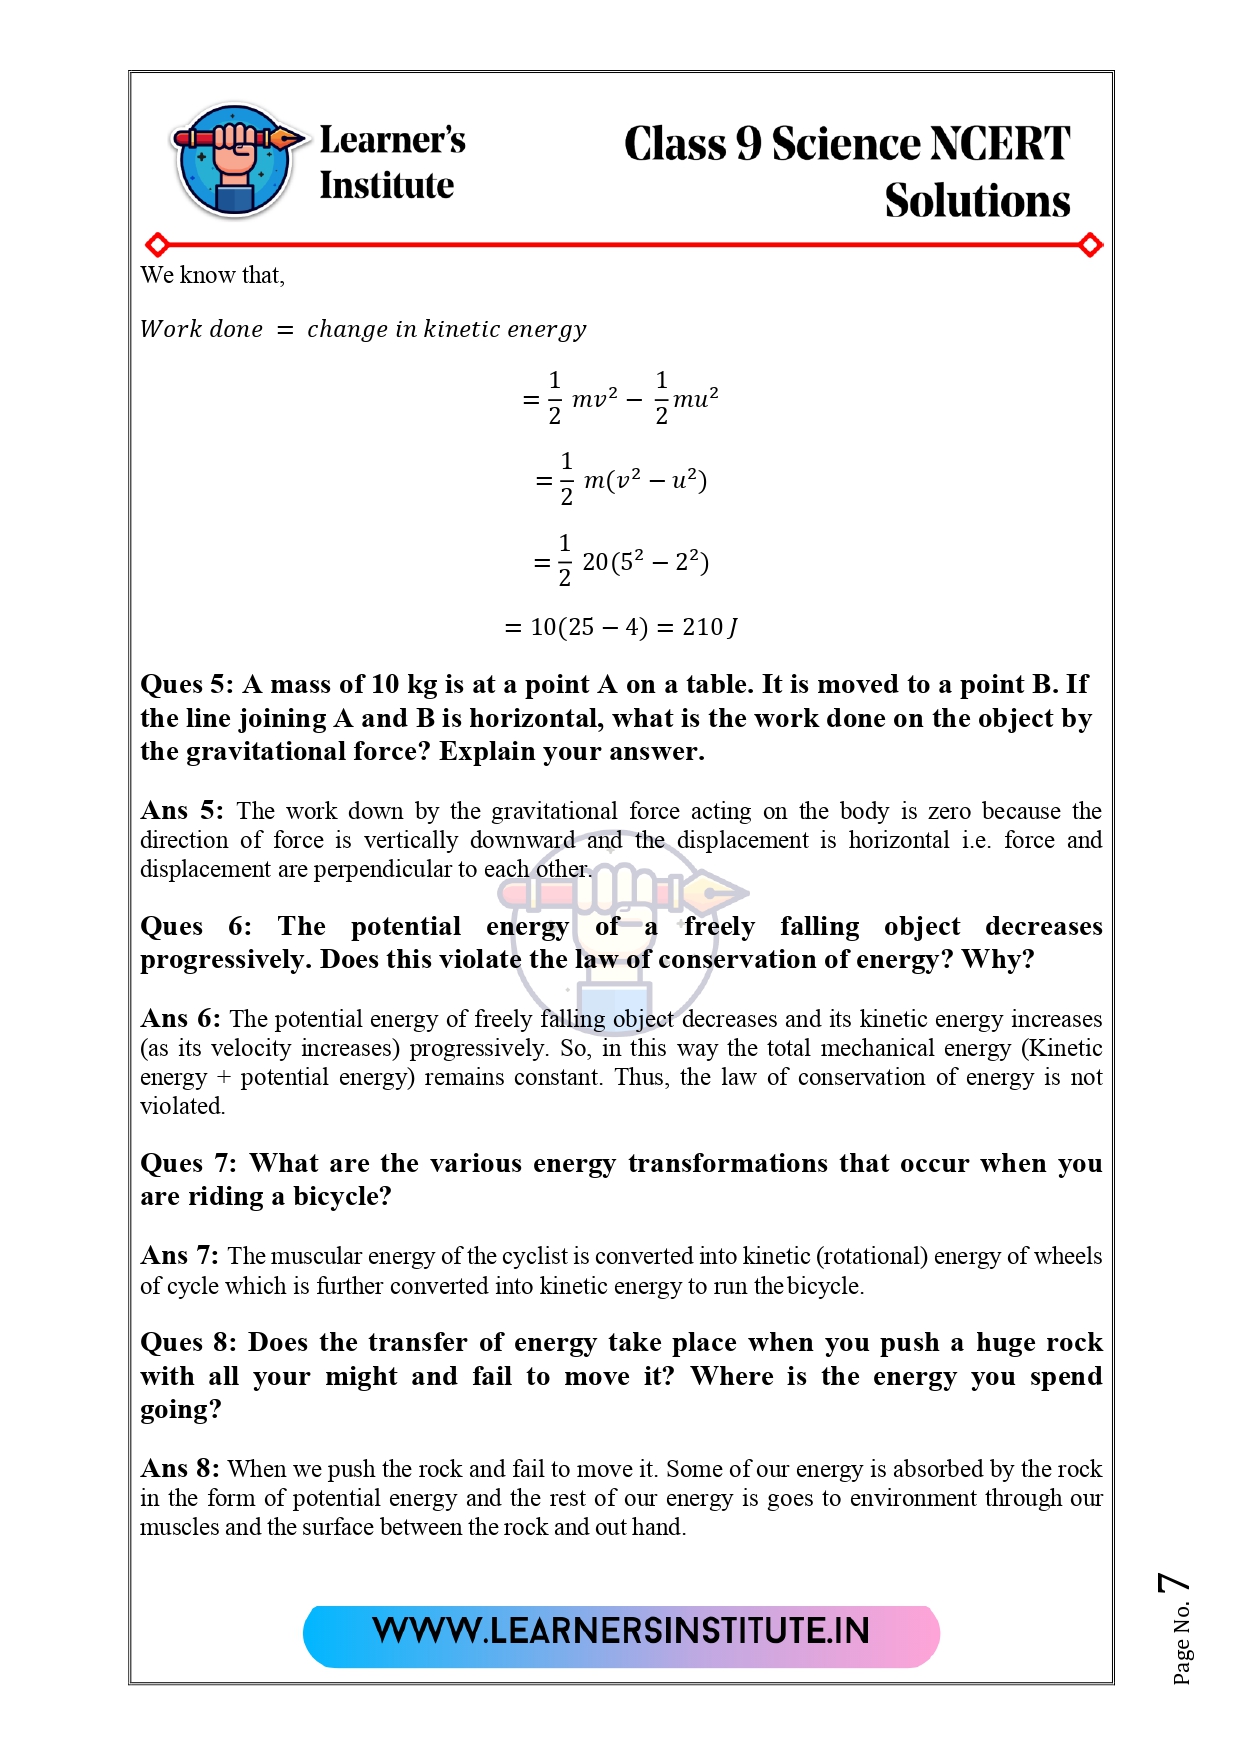 Learner's
Institute
Class 9 Science NCERT
Solutions
We know that,
Work done = change in kinetic energy
= 1/2 mv² − 1/2 mu²
= 1/2 m(v² − u²)
= 1/2 20(5² − 2²)
= 10(25 − 4) = 210 J
Ques 5: A mass of 10 kg is at a point A on a table. It is moved to a point B. If
the line joining A and B is horizontal, what is the work done on the object by
the gravitational force? Explain your answer.
Ans 5: The work down by the gravitational force acting on the body is zero because the
direction of force is vertically downward and the displacement is horizontal i.e. force and
displacement are perpendicular to each other.
Ques 6: The potential energy of a freely falling object decreases
progressively. Does this violate the law of conservation of energy? Why?
Ans 6: The potential energy of freely falling object decreases and its kinetic energy increases
(as its velocity increases) progressively. So, in this way the total mechanical energy (Kinetic
energy + potential energy) remains constant. Thus, the law of conservation of energy is not
violated.
Ques 7: What are the various energy transformations that occur when you
are riding a bicycle?
Ans 7: The muscular energy of the cyclist is converted into kinetic (rotational) energy of wheels
of cycle which is further converted into kinetic energy to run the bicycle.
Ques 8: Does the transfer of energy take place when you push a huge rock
with all your might and fail to move it? Where is the energy you spend
going?
Ans 8: When we push the rock and fail to move it. Some of our energy is absorbed by the rock
in the form of potential energy and the rest of our energy is goes to environment through our
muscles and the surface between the rock and out hand.
WWW.LEARNERSINSTITUTE.IN
Page No. 7